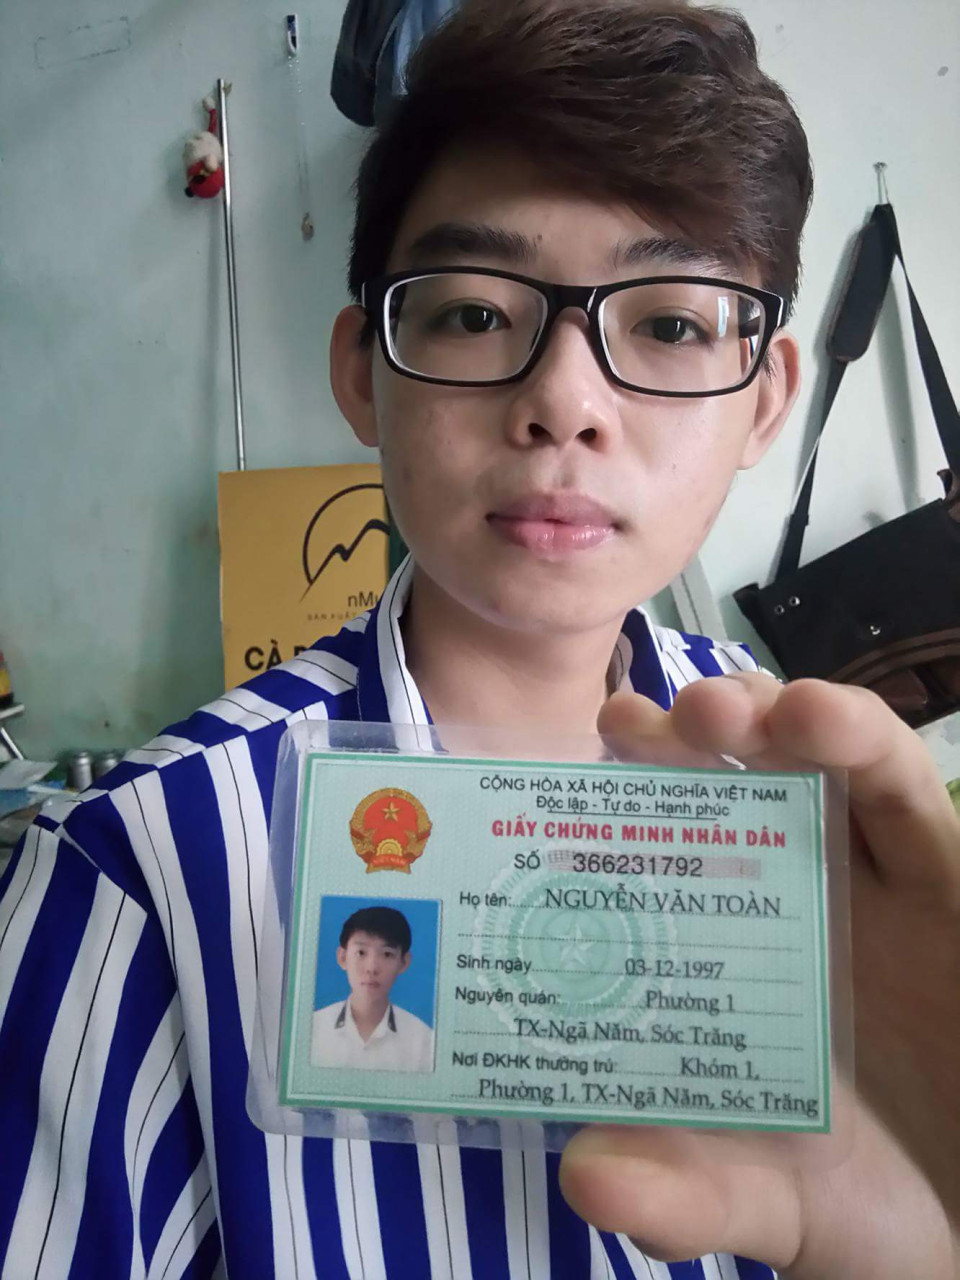 CÀ
CỘNG HÒA XÃ HỘI CHỦ NGHĨA VIỆT NAM
Độc lập - Tự do - Hạnh phúc
GIẤY CHỨNG MINH NHÂN DÂN
SỐ 366231792
Họ tên: NGUYỄN VĂN TOÀN
Sinh ngày 03-12-1997
Nguyên quán: Phường 1
TX-Ngã Năm, Sóc Trăng
Nơi ĐKHK thường trú: Khóm 1,
Phường 1, TX-Ngã Năm, Sóc Trăng
VIỆT NAM